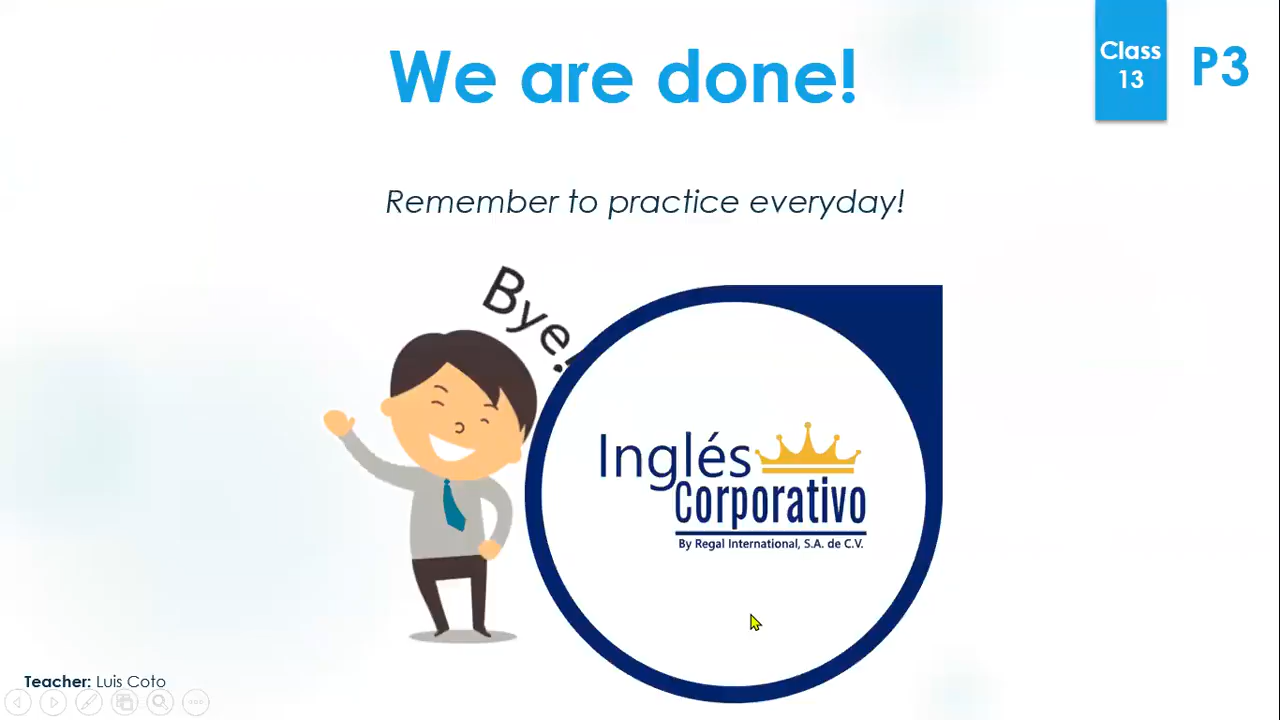 We are done!
Class
13
P3
Remember to practice everyday!
Bye!
Inglés
Corporativo
By Regal International, S.A. de C.V.
Teacher: Luis Coto